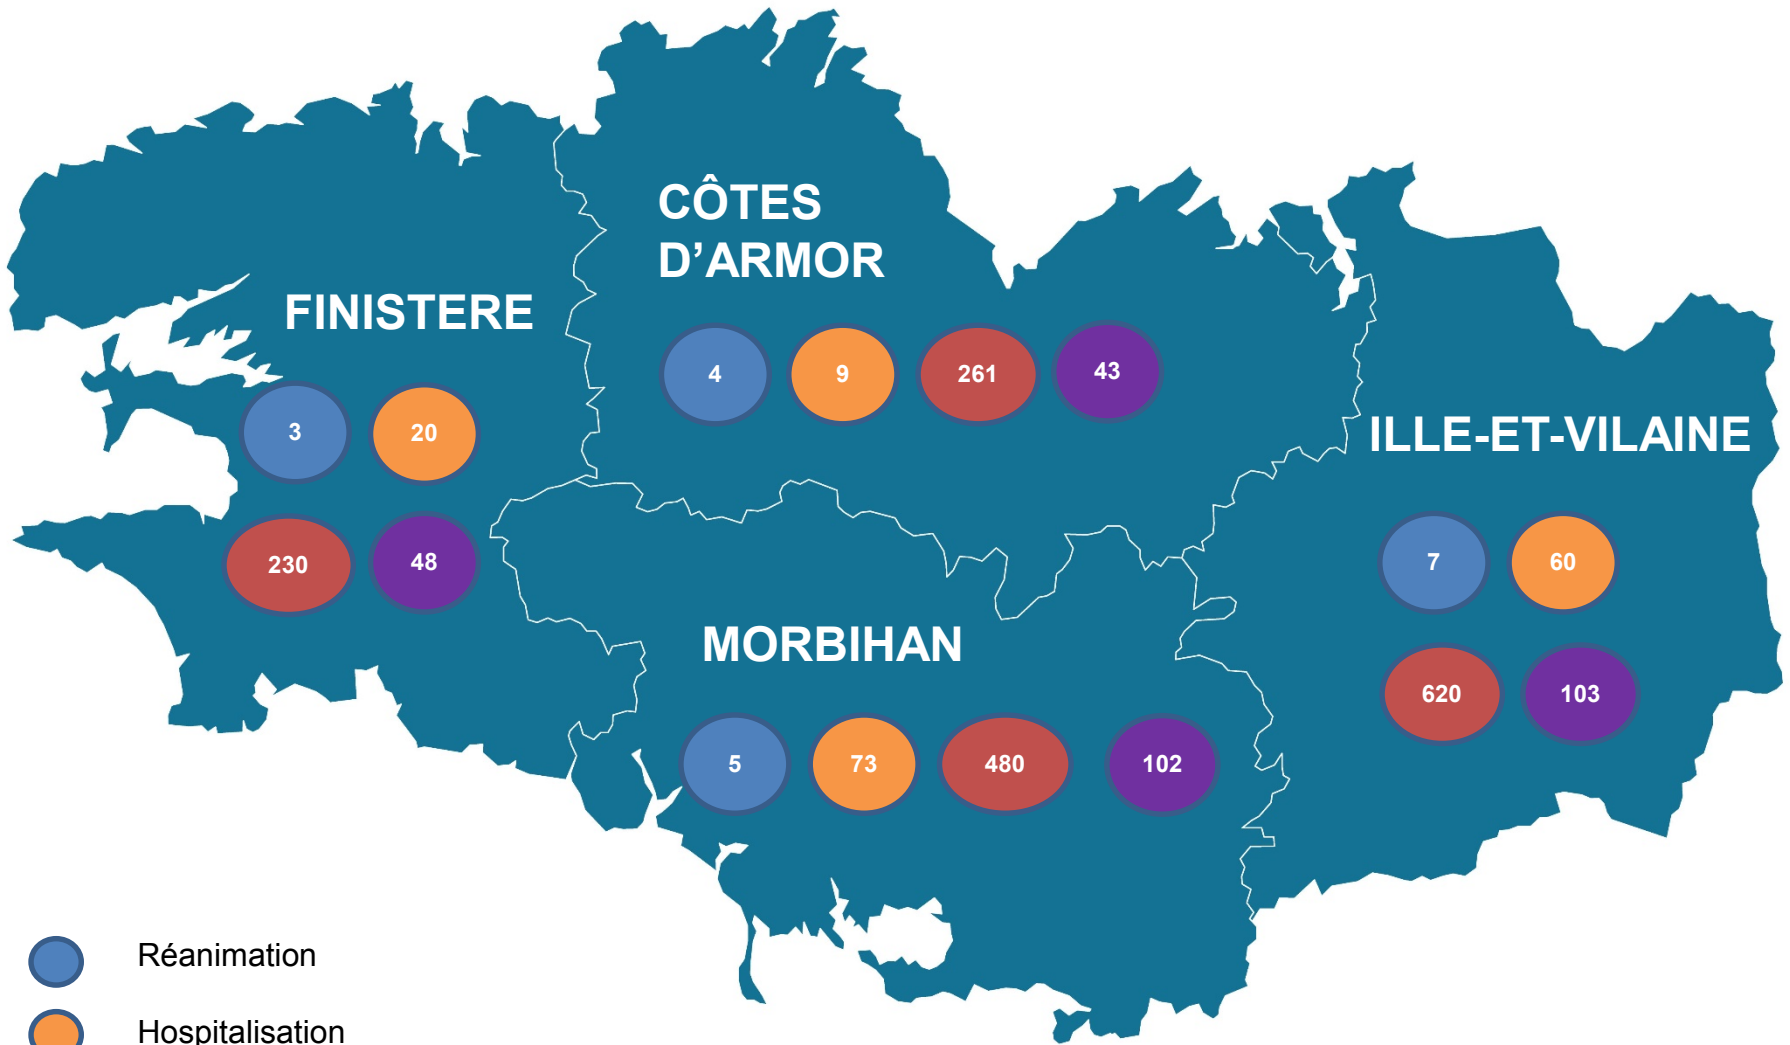 CÔTES
D'ARMOR
4 9 261 43
FINISTERE
3 20
230 48
ILLE-ET-VILAINE
7 60
620 103
MORBIHAN
5 73 480 102
Réanimation
Hospitalisation